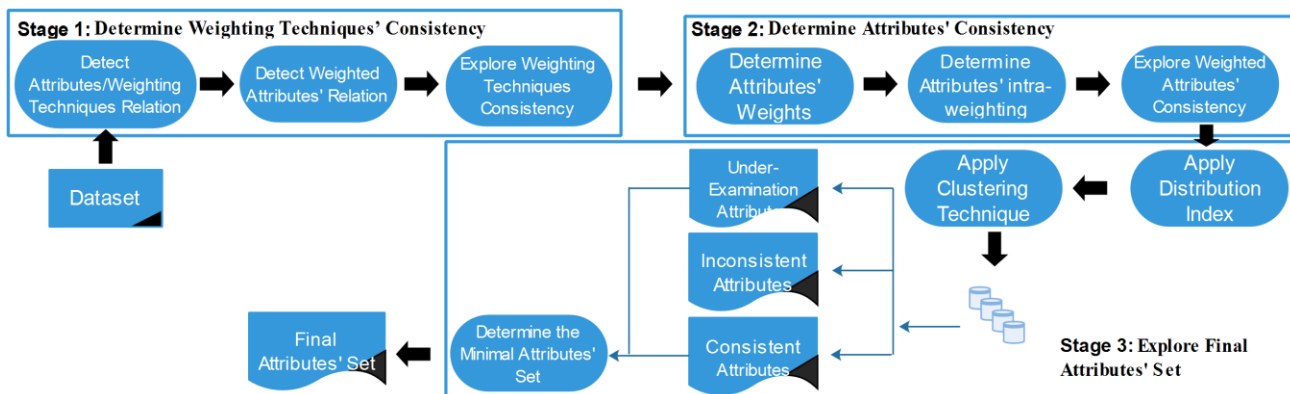 Stage 1: Determine Weighting Techniques' Consistency
Detect
Attributes/Weighting
Techniques Relation
Detect Weighted
Attributes' Relation
Explore Weighting
Techniques
Consistency
Stage 2: Determine Attributes' Consistency
Determine
Attributes'
Weights
Determine
Attributes' intra-
weighting
Explore Weighted
Attributes'
Consistency
Dataset
Under-
Examination
Attribut
Apply
Clustering
Technique
Apply
Distribution
Index
Inconsistent
Attributes
Consistent
Attributes
Determine the
Minimal Attributes'
Set
Final
Attributes' Set
Stage 3: Explore Final
Attributes' Set